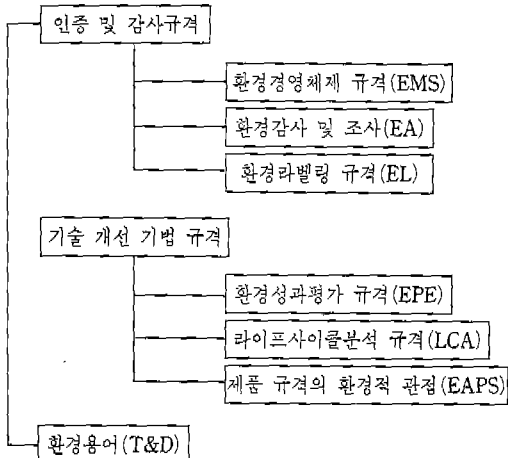 인증 및 감사규격
환경경영체제 규격(EMS)
환경감사 및 조사(EA)
환경라벨링 규격(EL)
기술 개선 기법 규격
환경성과평가 규격(EPE)
라이프사이클분석 규격(LCA)
제품 규격의 환경적 관점(EAPS)
환경용어(T&D)